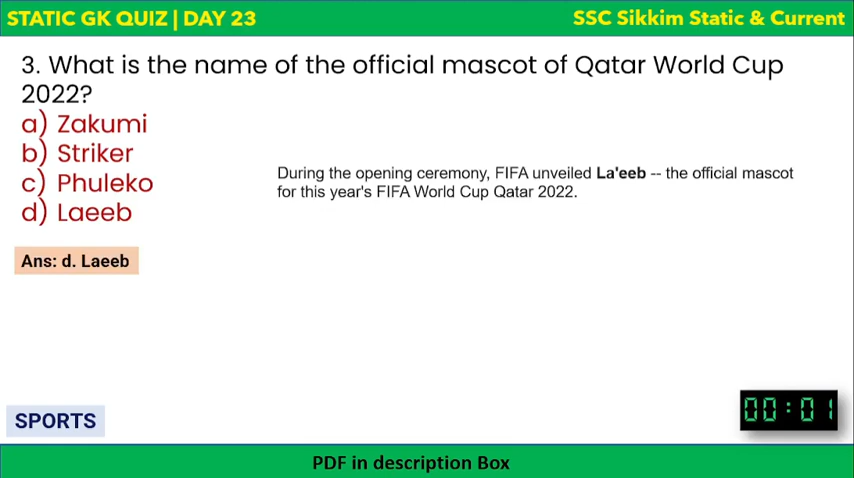 STATIC GK QUIZ | DAY 23
SSC Sikkim Static & Current
3. What is the name of the official mascot of Qatar World Cup
2022?
a) Zakumi
b) Striker
c) Phuleko
d) Laeeb
During the opening ceremony, FIFA unveiled La'eeb -- the official mascot
for this year's FIFA World Cup Qatar 2022.
Ans: d. Laeeb
SPORTS
00:01
PDF in description Box